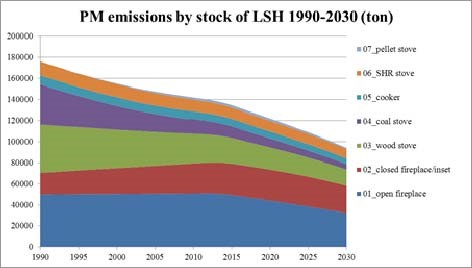 PM emissions by stock of LSH 1990-2030 (ton)
200000
180000
160000
140000
120000
100000
80000
60000
40000
20000
0
1990 1995 2000 2005 2010 2015 2020 2025 2030
07_pellet stove
06_SHR stove
05_cooker
04_coal stove
03_wood stove
02_closed fireplace/inset
01_open fireplace